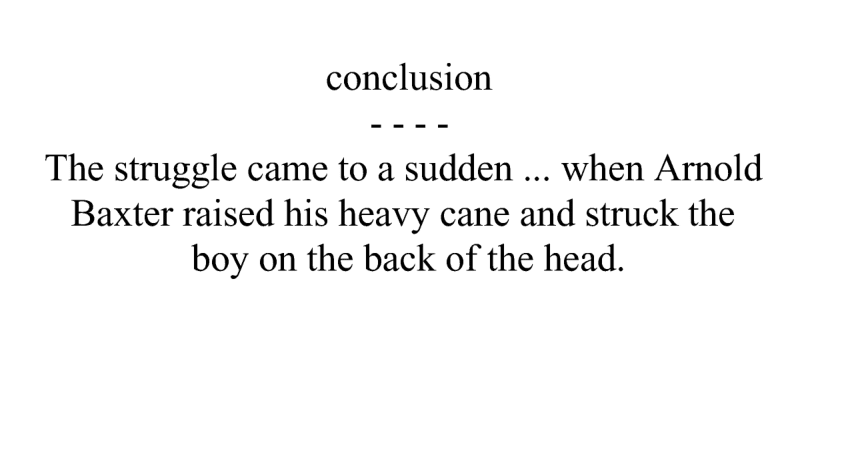 conclusion
- - - -
The struggle came to a sudden ... when Arnold
Baxter raised his heavy cane and struck the
boy on the back of the head.